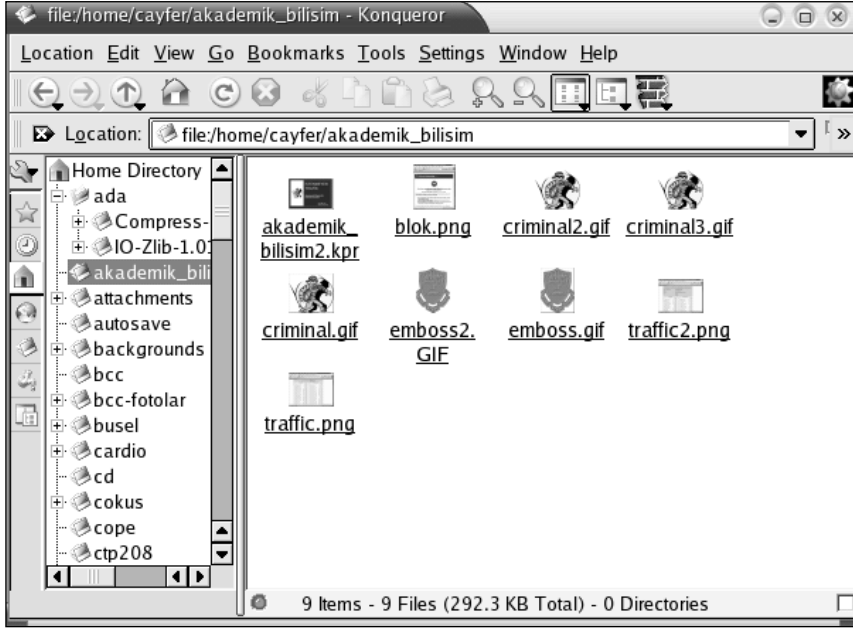 file:/home/cayfer/akademik_bilisim - Konqueror
Location Edit View Go Bookmarks Tools Settings Window Help
Location: file:/home/cayfer/akademik_bilisim
Home Directory
ada
Compress-
IO-Zlib-1.01
akademik_bili
attachments
autosave
backgrounds
bcc
bcc-fotolar
busel
cardio
cd
cokus
cope
ctp208
akademik_
bilisim2.kpr
blok.png
criminal2.gif
criminal3.gif
criminal.gif
emboss2.
GIF
emboss.gif
traffic2.png
traffic.png
9 Items - 9 Files (292.3 KB Total) - 0 Directories